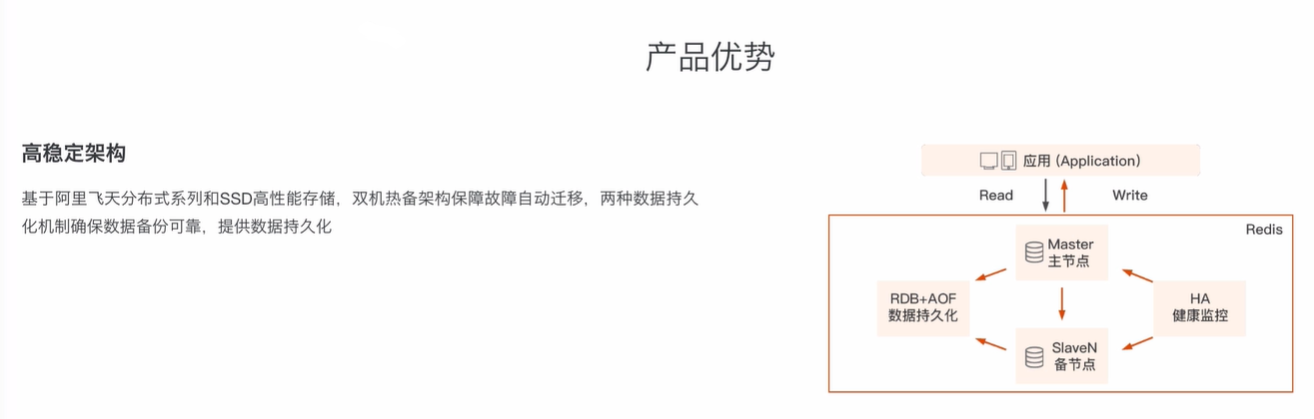 产品优势
高稳定架构
基于阿里飞天分布式系列和SSD高性能存储，双机热备架构保障故障自动迁移，两种数据持久
化机制确保数据备份可靠，提供数据持久化
应用 (Application)
Read
Write
Redis
Master
主节点
RDB+AOF
数据持久化
HA
健康监控
SlaveN
备节点